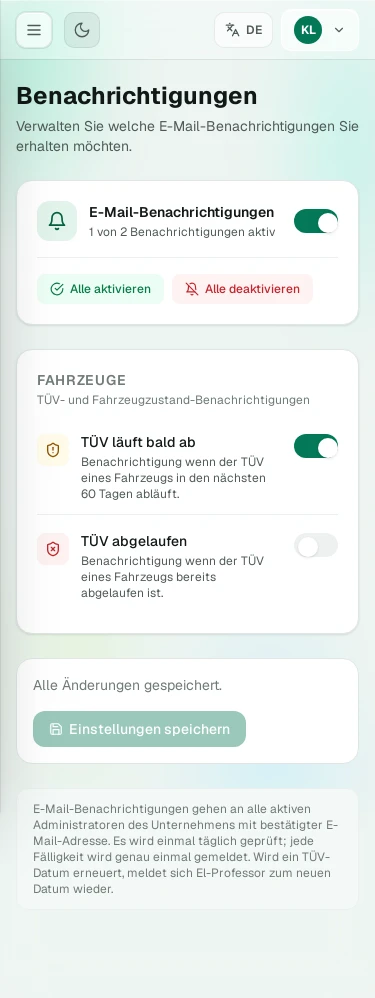 DE
KL
Benachrichtigungen
Verwalten Sie welche E-Mail-Benachrichtigungen Sie
erhalten möchten.
E-Mail-Benachrichtigungen
1 von 2 Benachrichtigungen aktiv
Alle aktivieren
Alle deaktivieren
FAHRZEUGE
TÜV- und Fahrzeugzustand-Benachrichtigungen
TÜV läuft bald ab
Benachrichtigung wenn der TÜV
eines Fahrzeugs in den nächsten
60 Tagen abläuft.
TÜV abgelaufen
Benachrichtigung wenn der TÜV
eines Fahrzeugs bereits
abgelaufen ist.
Alle Änderungen gespeichert.
Einstellungen speichern
E-Mail-Benachrichtigungen gehen an alle aktiven
Administratoren des Unternehmens mit bestätigter E-
Mail-Adresse. Es wird einmal täglich geprüft; jede
Fälligkeit wird genau einmal gemeldet. Wird ein TÜV-
Datum erneuert, meldet sich El-Professor zum neuen
Datum wieder.